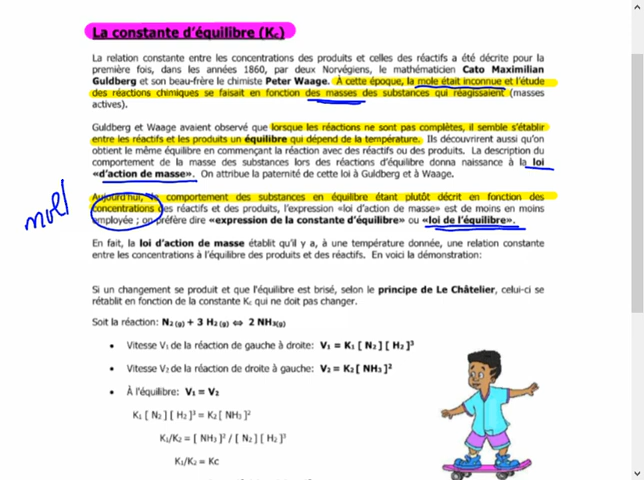 La constante d'équilibre (Kc)
La relation constante entre les concentrations des produits et celles des réactifs a été décrite pour la
première fois, dans les années 1860, par deux Norvégiens, le mathématicien Cato Maximilian
Guldberg et son beau-frère le chimiste Peter Waage. À cette époque, la mole était inconnue et l'étude
des réactions chimiques se faisait en fonction des masses des substances qui réagissaient (masses
actives).
Guldberg et Waage avaient observé que lorsque les réactions ne sont pas complètes, il semble s'établir
entre les réactifs et les produits un équilibre qui dépend de la température. Ils découvrirent aussi qu'on
obtient le même équilibre en commençant la réaction avec des réactifs ou des produits. La description du
comportement de la masse des substances lors des réactions d'équilibre donna naissance à la loi
«d'action de masse». On attribue la paternité de cette loi à Guldberg et à Waage.
Aujourd'hui, le comportement des substances en équilibre étant plutôt décrit en fonction des
concentrations des réactifs et des produits, l'expression «loi d'action de masse» est de moins en moins
employée ; on préfère dire «expression de la constante d'équilibre» ou «loi de l'équilibre».
mol
En fait, la loi d'action de masse établit qu'il y a, à une température donnée, une relation constante
entre les concentrations à l'équilibre des produits et des réactifs. En voici la démonstration:
Si un changement se produit et que l'équilibre est brisé, selon le principe de Le Châtelier, celui-ci se
rétablit en fonction de la constante Kc qui ne doit pas changer.
Soit la réaction: N₂(g) + 3 H₂(g) ⇔ 2 NH₃(g)
• Vitesse V₁ de la réaction de gauche à droite: V₁ = K₁ [ N₂] [ H₂]³
• Vitesse V₂ de la réaction de droite à gauche: V₂ = K₂ [ NH₃]²
• À l'équilibre: V₁ = V₂
K₁ [ N₂] [ H₂]³ = K₂ [ NH₃ ]²
K₁/K₂ = [ NH₃ ]² / [ N₂] [ H₂]³
K₁/K₂ = Kc